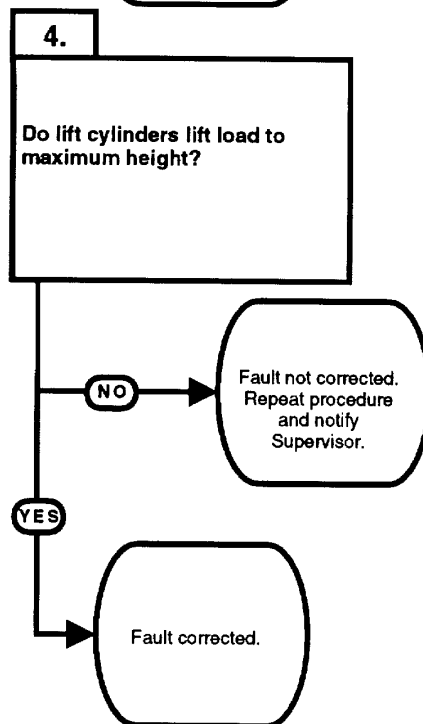 4.
Do lift cylinders lift load to
maximum height?
NO
Fault not corrected.
Repeat procedure
and notify
Supervisor.
YES
Fault corrected.